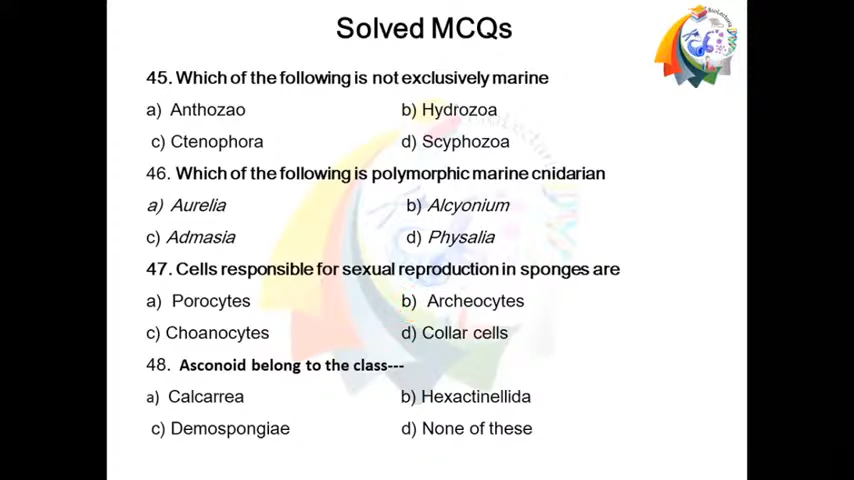 Solved MCQs
45. Which of the following is not exclusively marine
a) Anthozao b) Hydrozoa
c) Ctenophora d) Scyphozoa
46. Which of the following is polymorphic marine cnidarian
a) Aurelia b) Alcyonium
c) Admasia d) Physalia
47. Cells responsible for sexual reproduction in sponges are
a) Porocytes b) Archeocytes
c) Choanocytes d) Collar cells
48. Asconoid belong to the class---
a) Calcarrea b) Hexactinellida
c) Demospongiae d) None of these